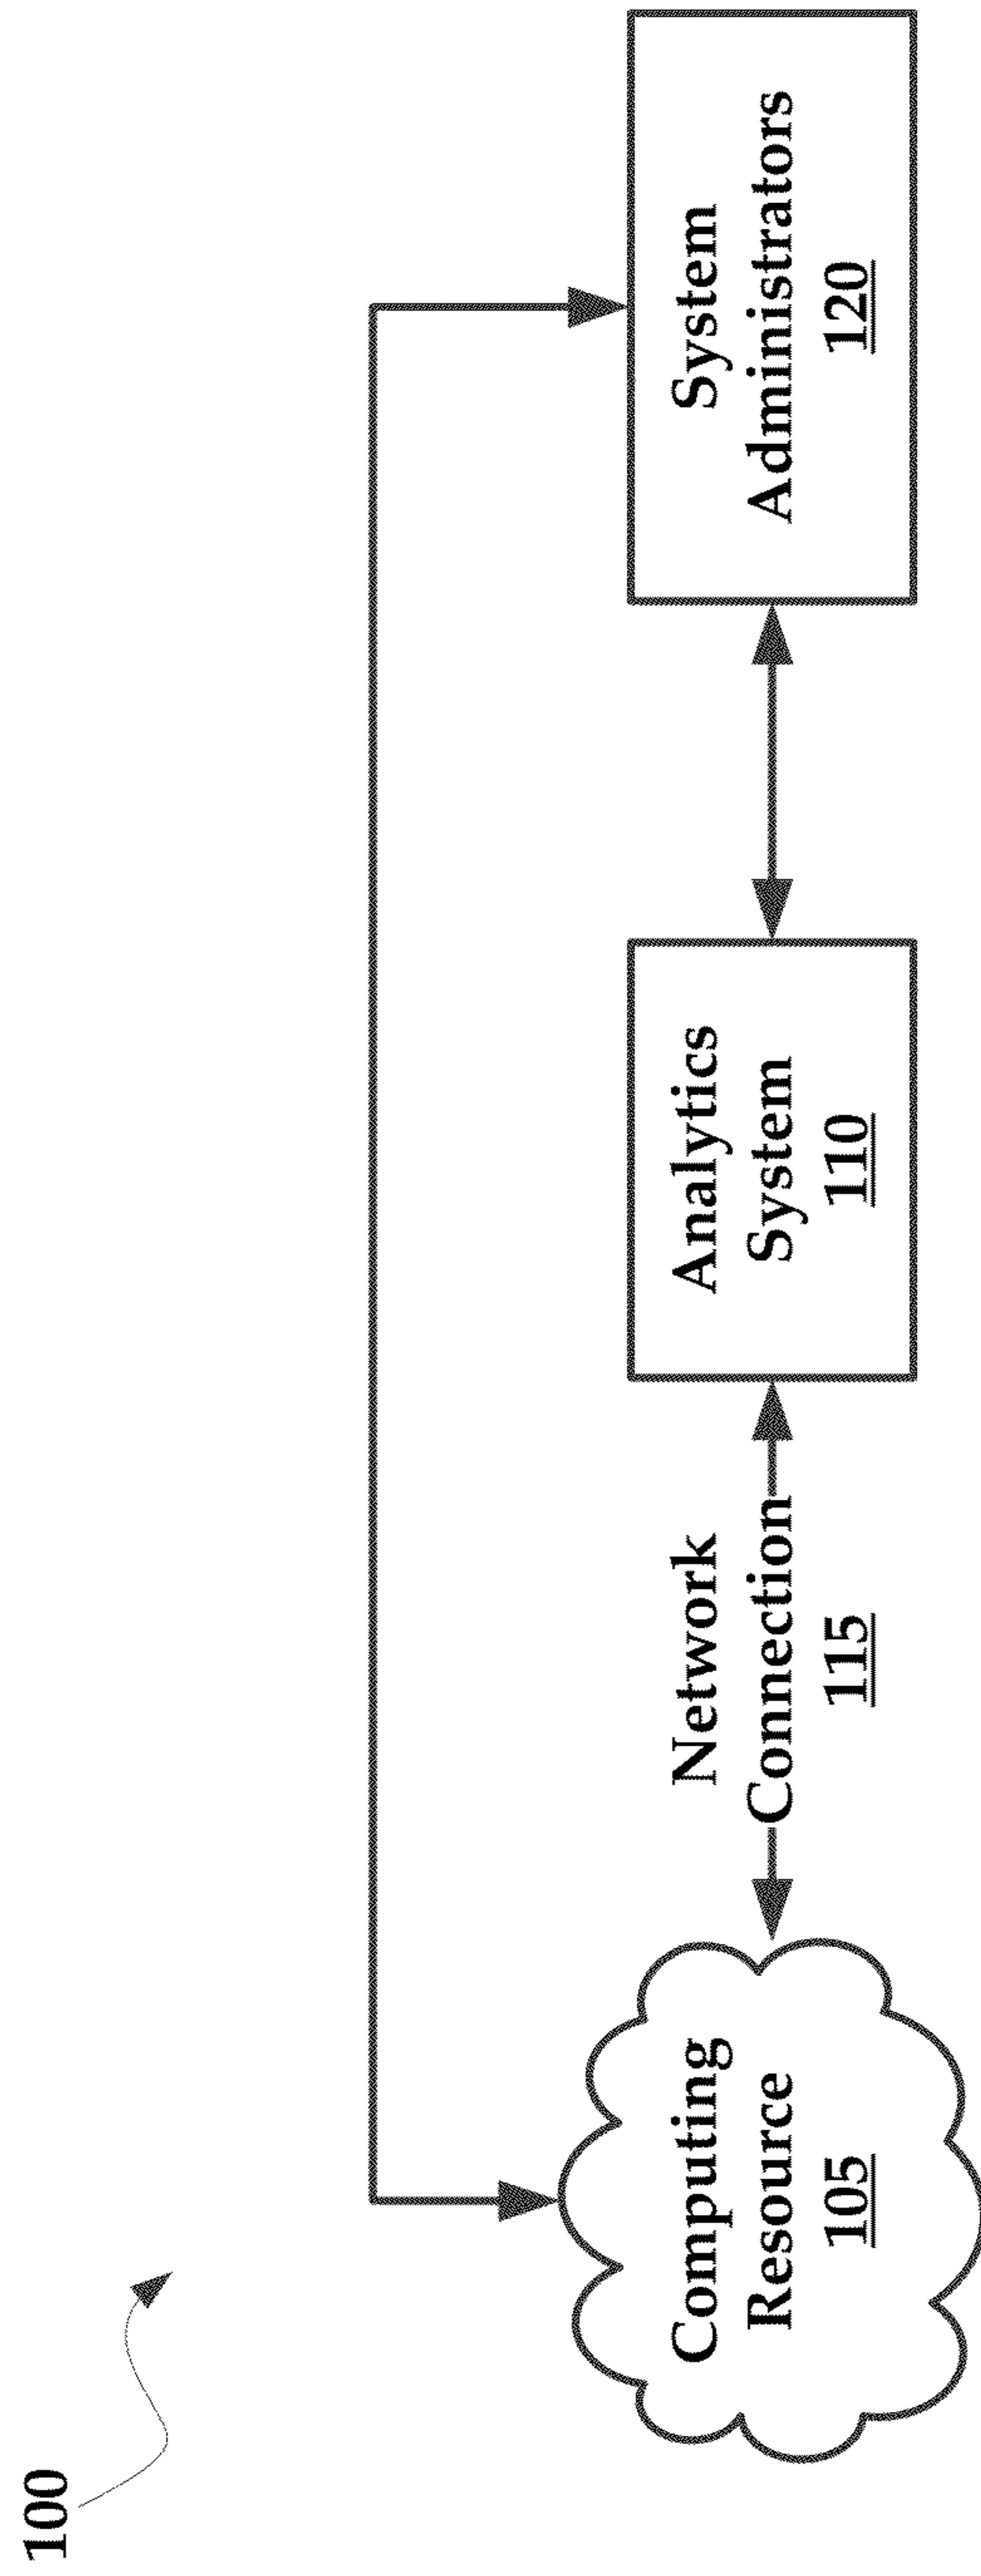 100
Computing
Resource
105
Network
Connection
115
Analytics
System
110
System
Administrators
120